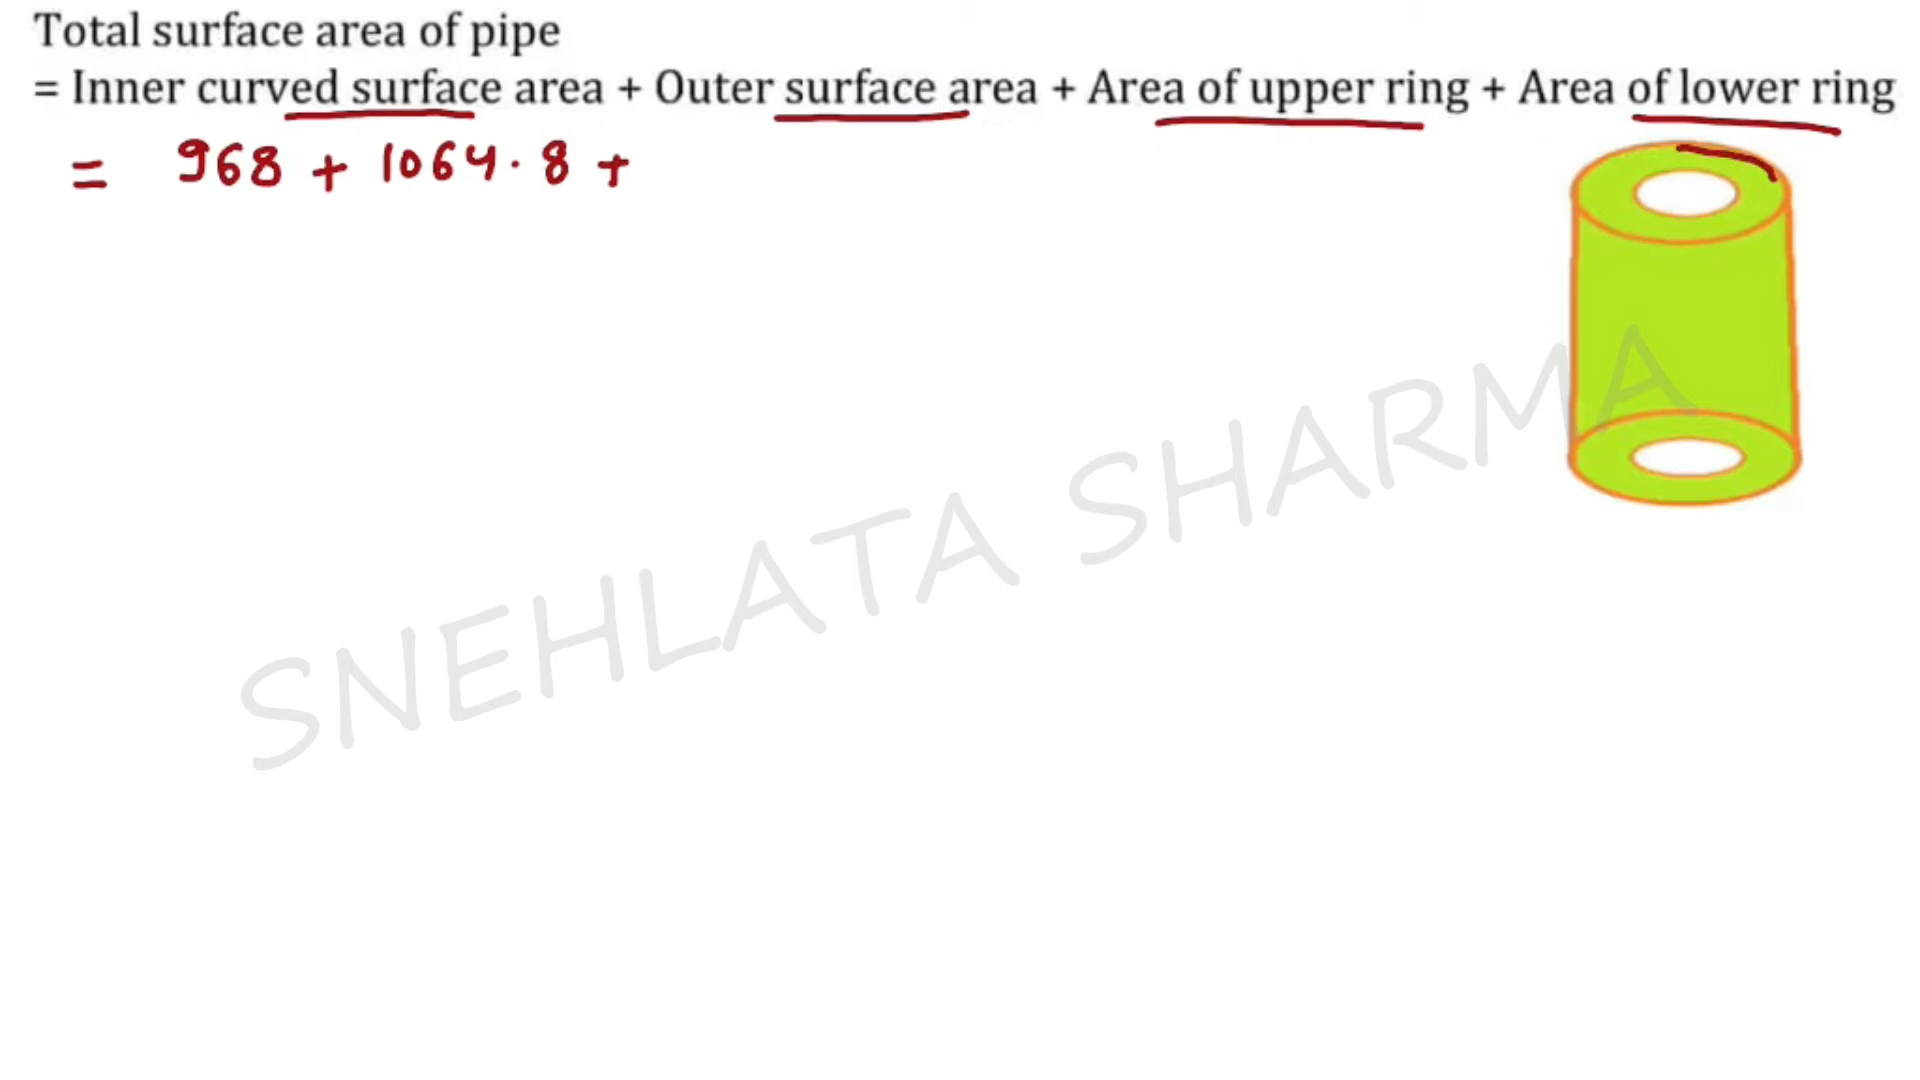 Total surface area of pipe
= Inner curved surface area + Outer surface area + Area of upper ring + Area of lower ring
= 968 + 1064.8 +
SNEHLATA SHARMA